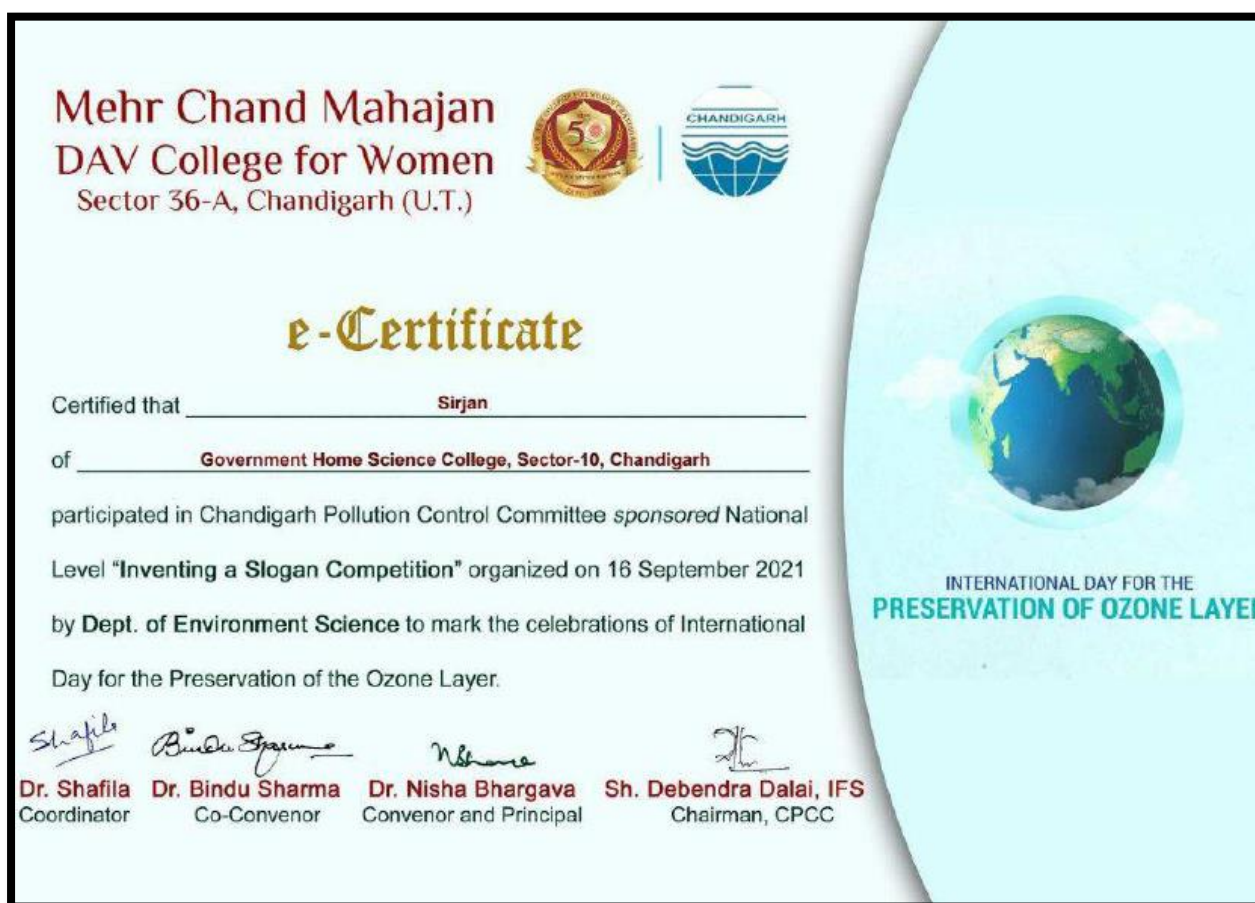 Mehr Chand Mahajan
DAV College for Women
Sector 36-A, Chandigarh (U.T.)
50
CHANDIGARH
e-Certificate
Certified that Sirjan
of Government Home Science College, Sector-10, Chandigarh
participated in Chandigarh Pollution Control Committee sponsored National
Level “Inventing a Slogan Competition” organized on 16 September 2021
by Dept. of Environment Science to mark the celebrations of International
Day for the Preservation of the Ozone Layer.
INTERNATIONAL DAY FOR THE
PRESERVATION OF OZONE LAYER
Shafila Bindu Sharma
Dr. Shafila Dr. Bindu Sharma Dr. Nisha Bhargava Sh. Debendra Dalai, IFS
Coordinator Co-Convenor Convenor and Principal Chairman, CPCC